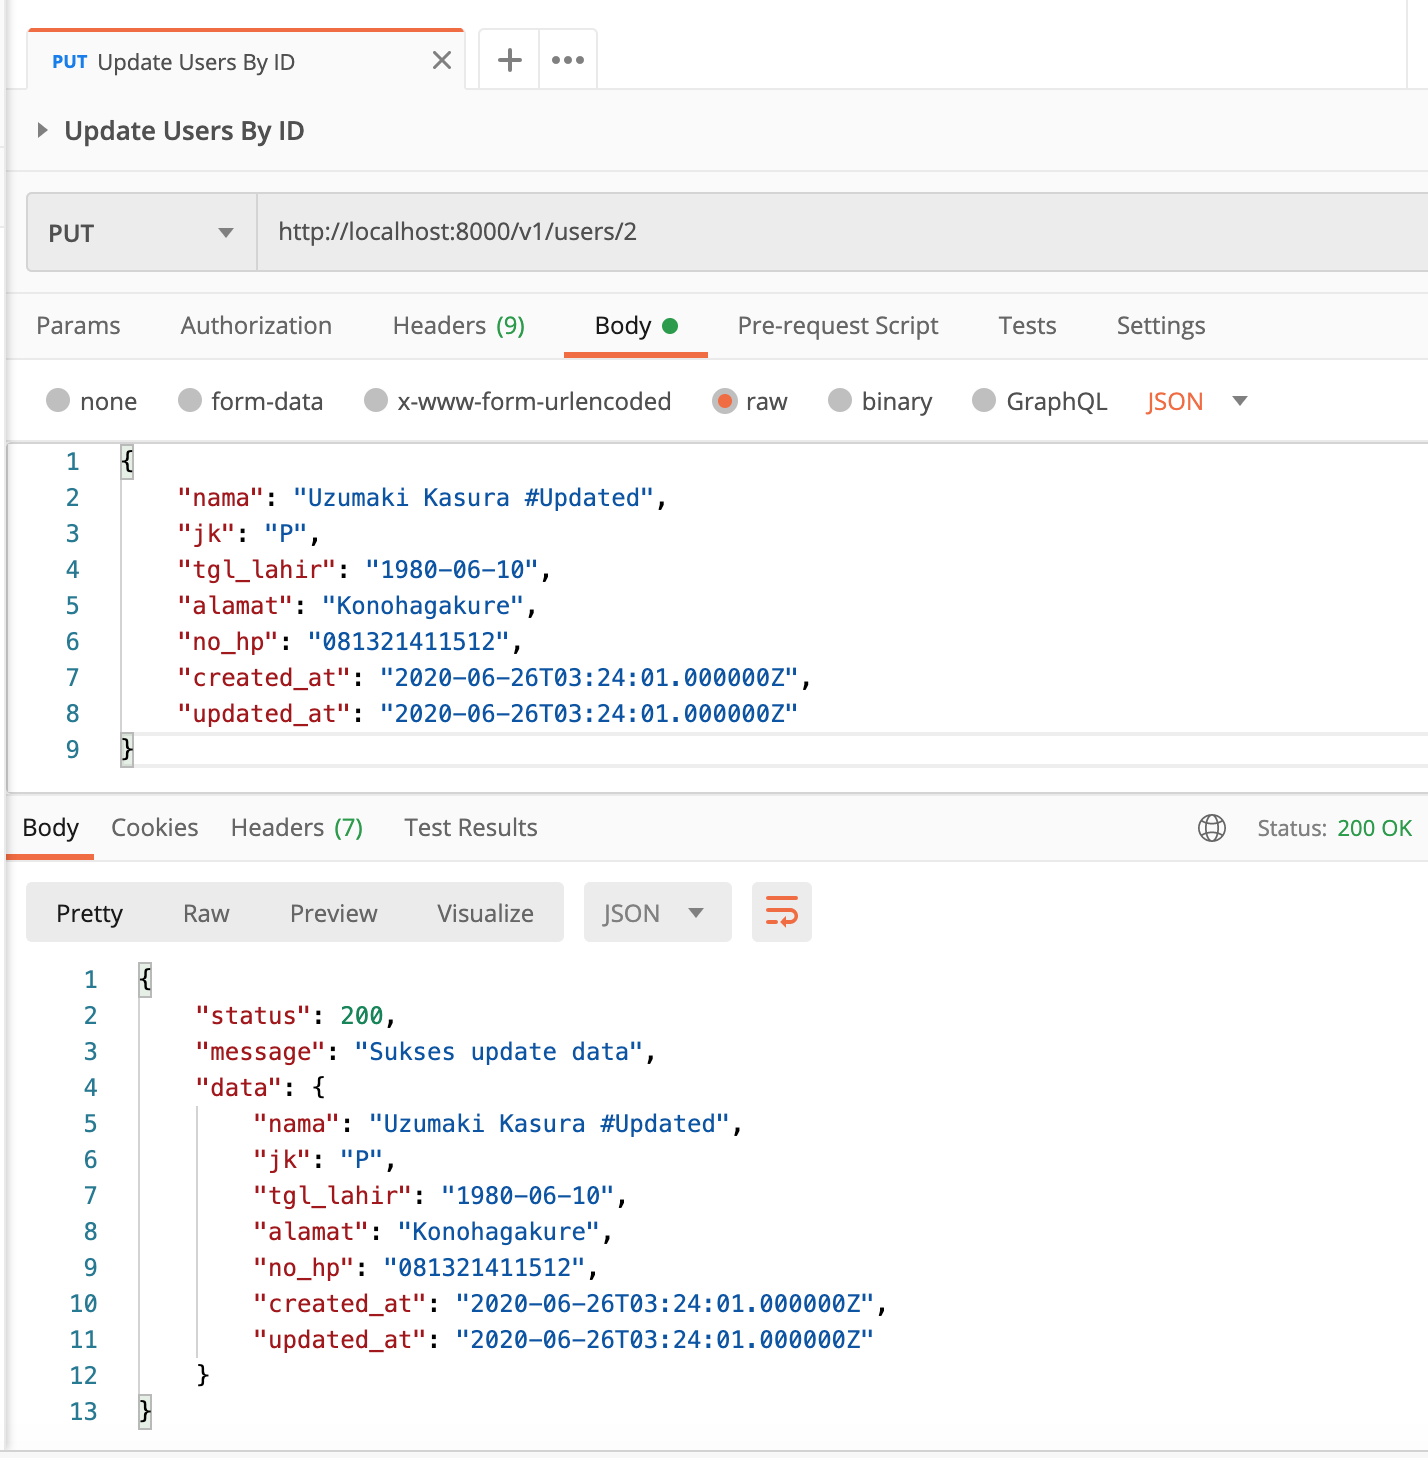 PUT Update Users By ID
Update Users By ID
PUT http://localhost:8000/v1/users/2
Params Authorization Headers (9) Body Pre-request Script Tests Settings
none form-data x-www-form-urlencoded raw binary GraphQL JSON
1 {
2 "nama": "Uzumaki Kasura #Updated",
3 "jk": "P",
4 "tgl_lahir": "1980-06-10",
5 "alamat": "Konohagakure",
6 "no_hp": "081321411512",
7 "created_at": "2020-06-26T03:24:01.000000Z",
8 "updated_at": "2020-06-26T03:24:01.000000Z"
9 }
Body Cookies Headers (7) Test Results Status: 200 OK
Pretty Raw Preview Visualize JSON
1 {
2 "status": 200,
3 "message": "Sukses update data",
4 "data": {
5 "nama": "Uzumaki Kasura #Updated",
6 "jk": "P",
7 "tgl_lahir": "1980-06-10",
8 "alamat": "Konohagakure",
9 "no_hp": "081321411512",
10 "created_at": "2020-06-26T03:24:01.000000Z",
11 "updated_at": "2020-06-26T03:24:01.000000Z"
12 }
13 }